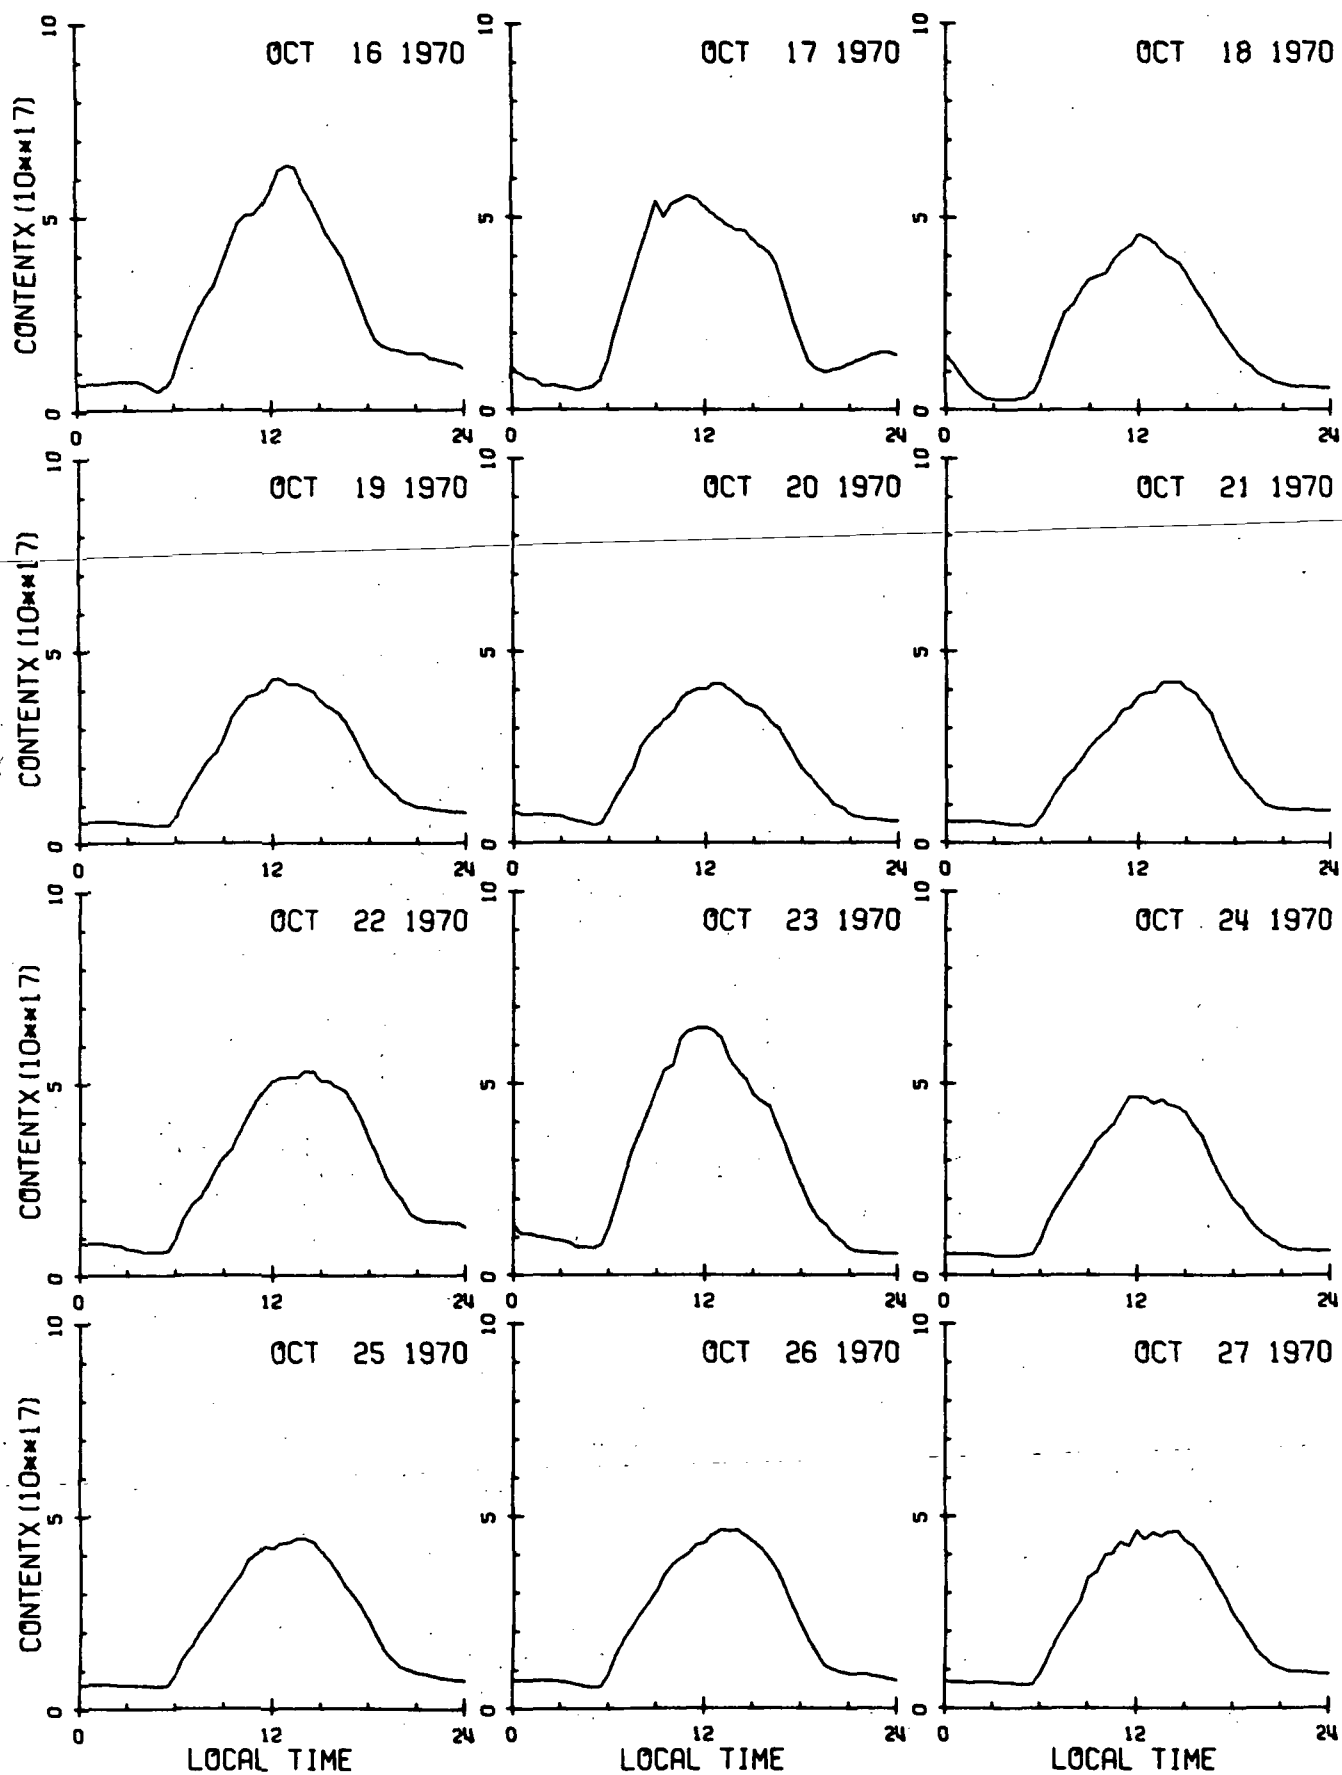 OCT 16 1970
OCT 17 1970
OCT 18 1970
CONTENTX (10**17)
10
5
0
0 12 24
10
5
0
0 12 24
10
5
0
0 12 24
OCT 19 1970
OCT 20 1970
OCT 21 1970
CONTENTX (10**17)
10
5
0
0 12 24
10
5
0
0 12 24
10
5
0
0 12 24
OCT 22 1970
OCT 23 1970
OCT 24 1970
CONTENTX (10**17)
10
5
0
0 12 24
10
5
0
0 12 24
10
5
0
0 12 24
OCT 25 1970
OCT 26 1970
OCT 27 1970
CONTENTX (10**17)
10
5
0
0 12 24
10
5
0
0 12 24
10
5
0
0 12 24
LOCAL TIME
LOCAL TIME
LOCAL TIME